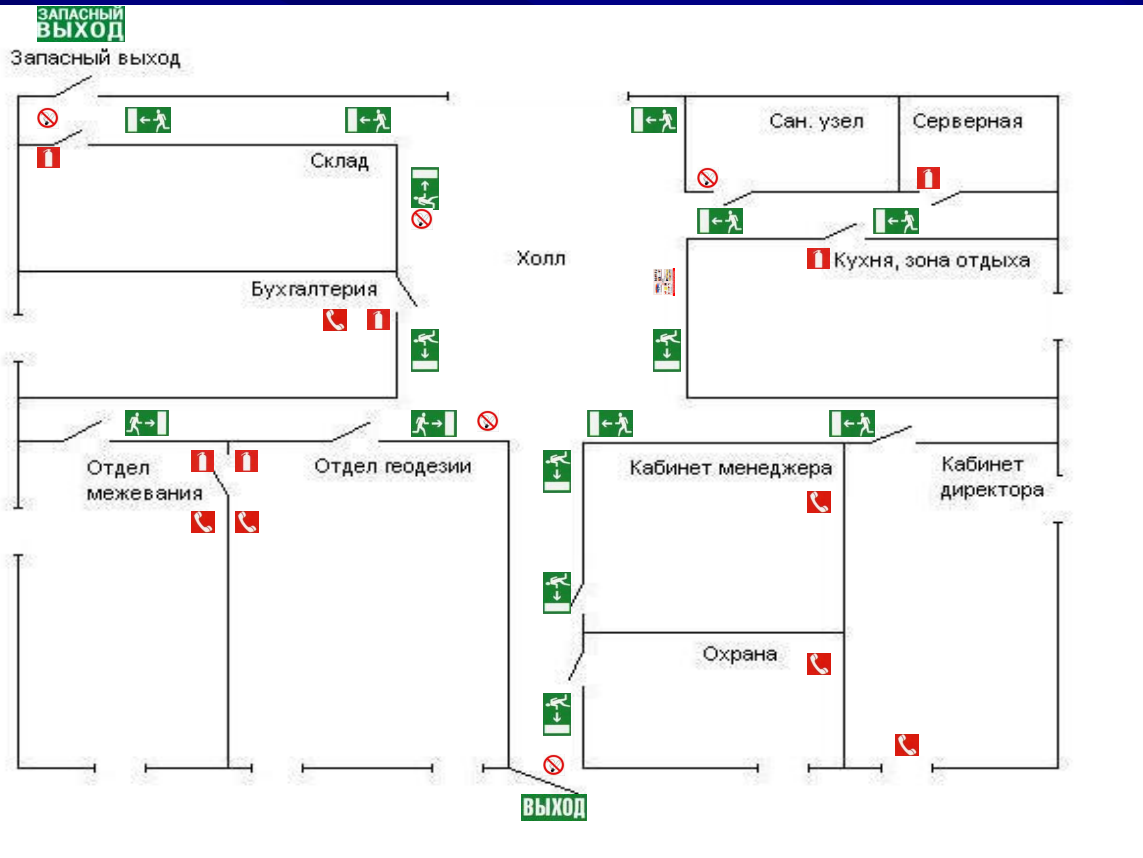 ЗАПАСНЫЙ
ВЫХОД
Запасный выход
Склад
Сан. узел
Серверная
Холл
Кухня, зона отдыха
Бухгалтерия
Отдел
межевания
Отдел геодезии
Кабинет менеджера
Кабинет
директора
Охрана
ВЫХОД